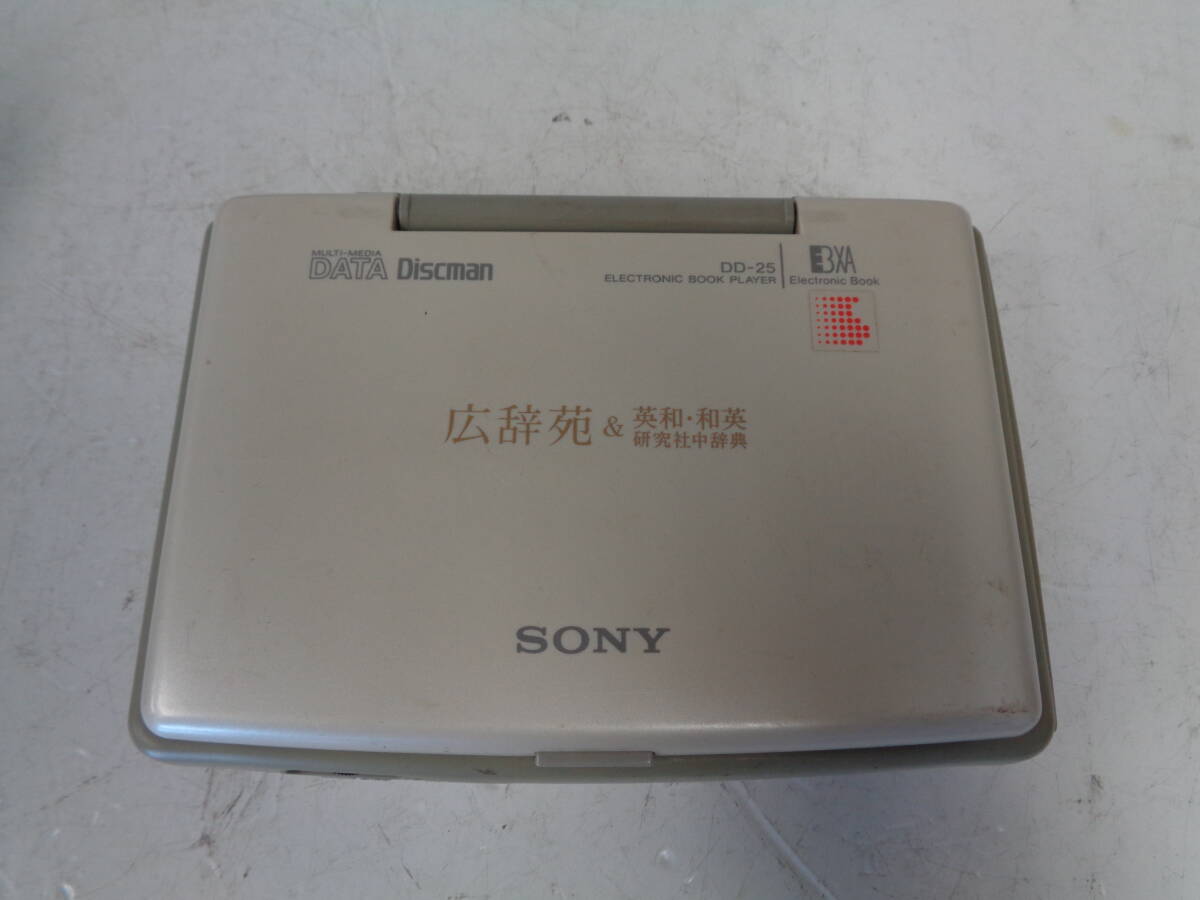 MULTI-MEDIA
DATA Discman
DD-25
ELECTRONIC BOOK PLAYER
EBXA
Electronic Book
広辞苑 & 英和・和英
研究社中辞典
SONY